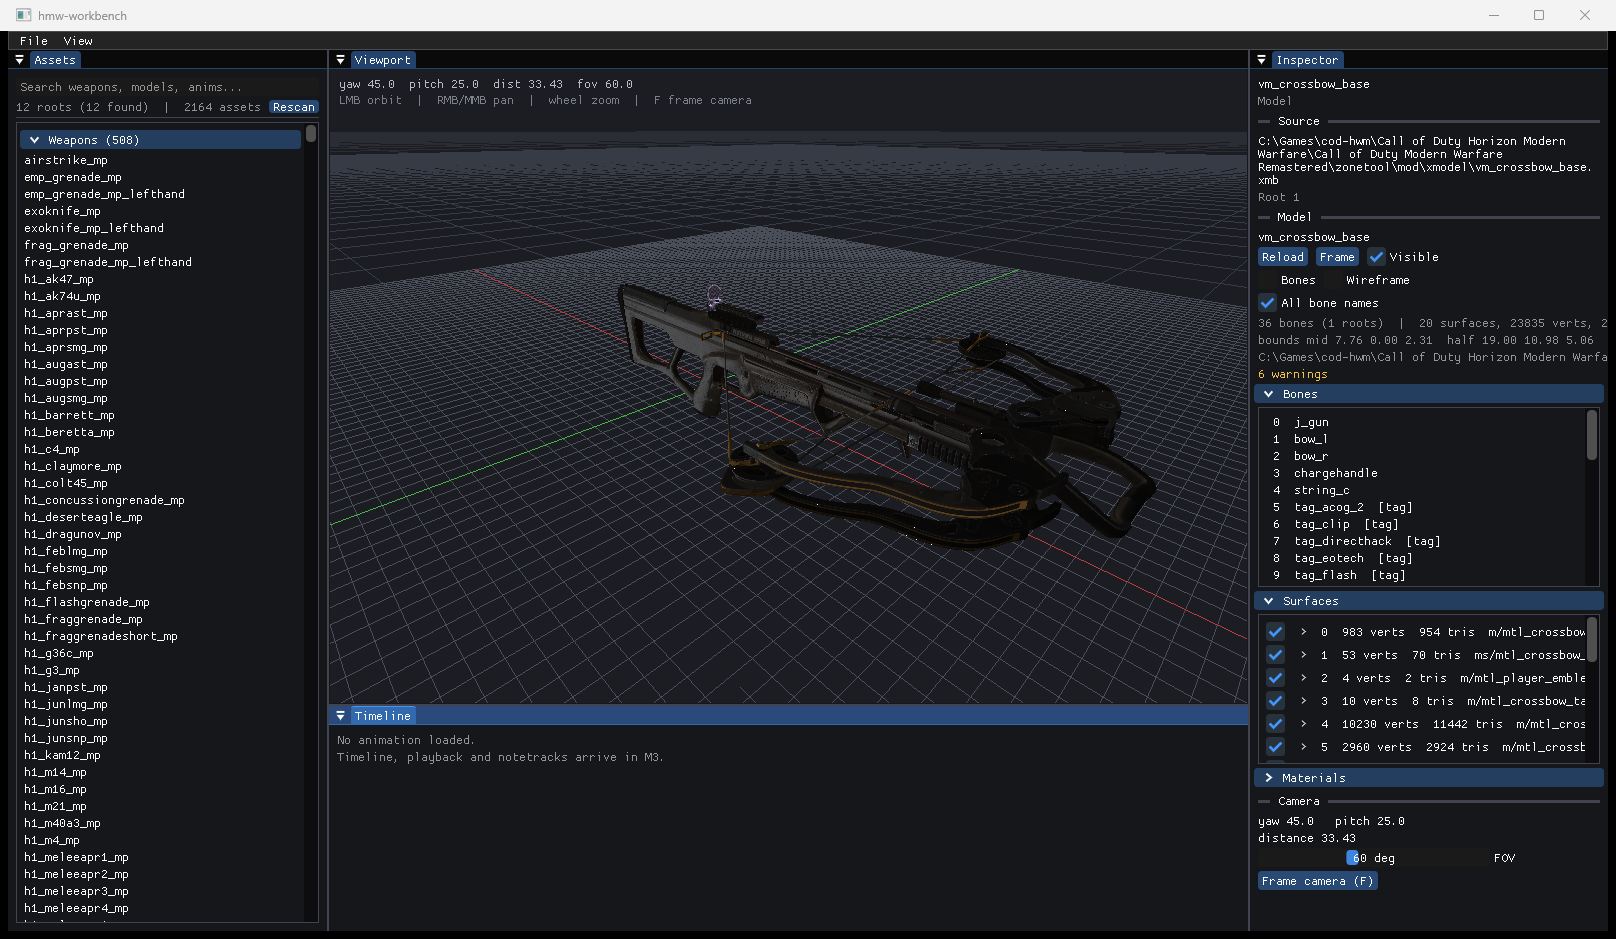 hmw-workbench
File View
Assets
Search weapons, models, anims...
12 roots (12 found) | 2164 assets Rescan
Weapons (508)
airstrike_mp
emp_grenade_mp
emp_grenade_mp_lefthand
exoknife_mp
exoknife_mp_lefthand
frag_grenade_mp
frag_grenade_mp_lefthand
h1_ak47_mp
h1_ak74u_mp
h1_aprast_mp
h1_aprpst_mp
h1_aprsmg_mp
h1_augast_mp
h1_augpst_mp
h1_augsmg_mp
h1_barrett_mp
h1_beretta_mp
h1_c4_mp
h1_claymore_mp
h1_colt45_mp
h1_concussiongrenade_mp
h1_deserteagle_mp
h1_dragunov_mp
h1_feblmg_mp
h1_febsmg_mp
h1_febsnp_mp
h1_flashgrenade_mp
h1_fraggrenade_mp
h1_fraggrenadeshort_mp
h1_g36c_mp
h1_g3_mp
h1_janpst_mp
h1_junlmg_mp
h1_junsho_mp
h1_junsnp_mp
h1_kam12_mp
h1_m14_mp
h1_m16_mp
h1_m21_mp
h1_m40a3_mp
h1_m4_mp
h1_meleeapr1_mp
h1_meleeapr2_mp
h1_meleeapr3_mp
h1_meleeapr4_mp
Viewport
yaw 45.0 pitch 25.0 dist 33.43 fov 60.0
LMB orbit | RMB/MMB pan | wheel zoom | F frame camera
Timeline
No animation loaded.
Timeline, playback and notetracks arrive in M3.
Inspector
vm_crossbow_base
Model
Source
C:\Games\cod-hwm\Call of Duty Horizon Modern
Warfare\Call of Duty Modern Warfare
Remastered\zonetool\mod\xmodel\vm_crossbow_base.
xmb
Root 1
Model
vm_crossbow_base
Reload Frame Visible
Bones Wireframe
All bone names
36 bones (1 roots) | 20 surfaces, 23835 verts, 2
bounds mid 7.76 0.00 2.31 half 19.00 10.98 5.06
C:\Games\cod-hwm\Call of Duty Horizon Modern Warfa
6 warnings
Bones
0 j_gun
1 bow_l
2 bow_r
3 chargehandle
4 string_c
5 tag_acog_2 [tag]
6 tag_clip [tag]
7 tag_directhack [tag]
8 tag_eotech [tag]
9 tag_flash [tag]
Surfaces
0 983 verts 954 tris m/mtl_crossbow
1 53 verts 70 tris ms/mtl_crossbow_
2 4 verts 2 tris m/mtl_player_emble
3 10 verts 8 tris m/mtl_crossbow_ta
4 10230 verts 11442 tris m/mtl_cros
5 2960 verts 2924 tris m/mtl_crossb
Materials
Camera
yaw 45.0 pitch 25.0
distance 33.43
60 deg FOV
Frame camera (F)